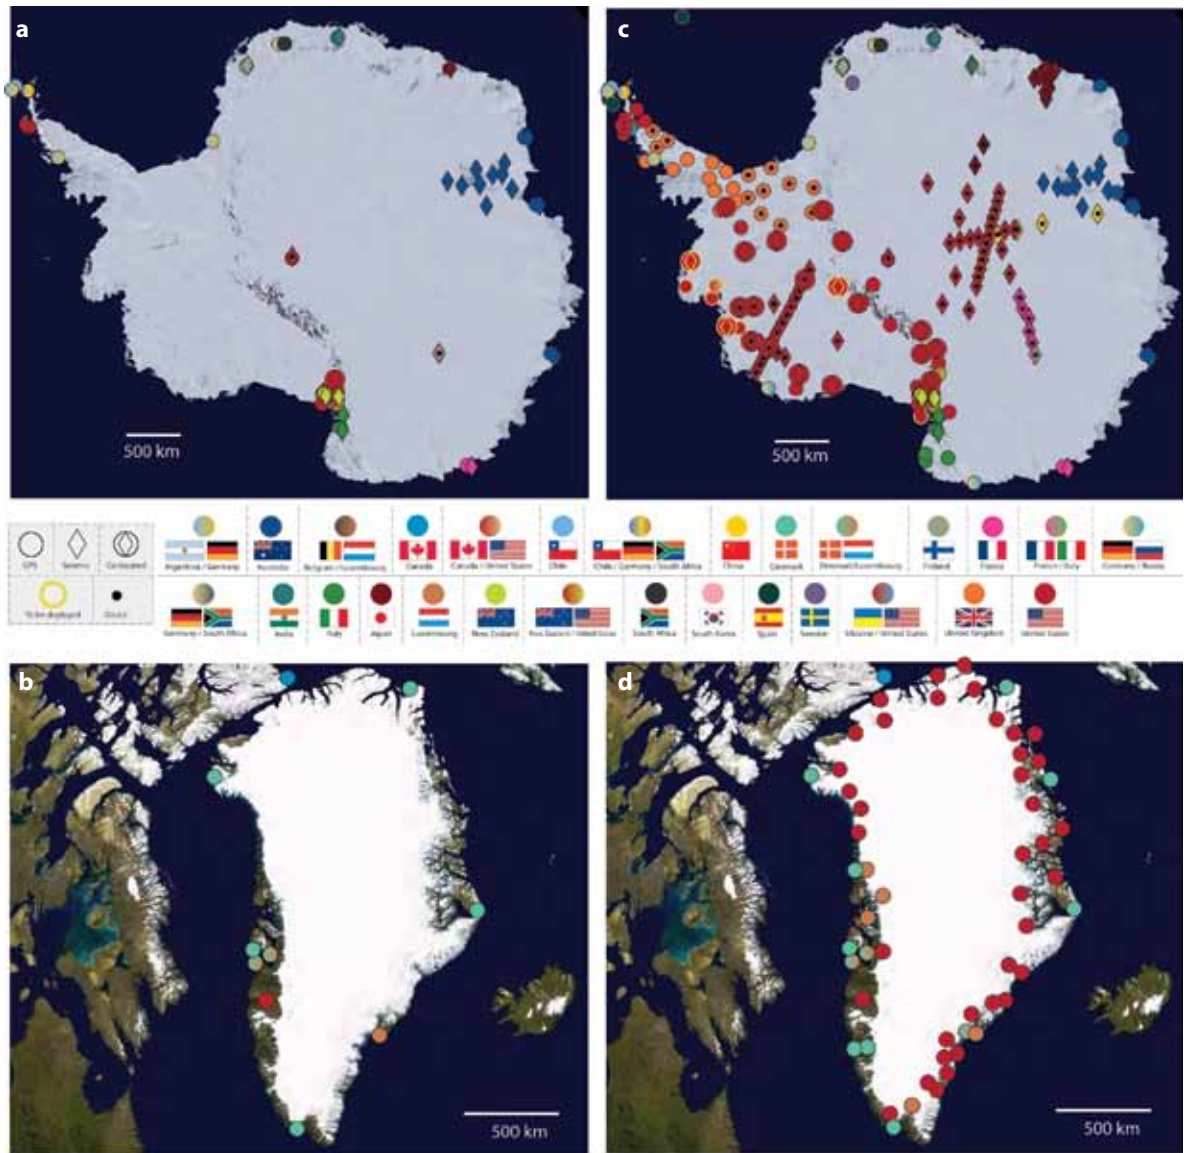 a
c
500 km
500 km
Argentina / Germany
Australia
Belgium / Luxembourg
Canada
Canada / United States
Chile
Chile / Germany / South Africa
China
Denmark
Denmark/Luxembourg
Finland
France
France / Italy
Germany / Russia
GPS
Seismic
Co-located
To be deployed
Germany / South Africa
India
Italy
Japan
Luxembourg
New Zealand
New Zealand / United States
South Africa
South Korea
Spain
Sweden
Ukraine / United States
United Kingdom
United States
b
d
500 km
500 km